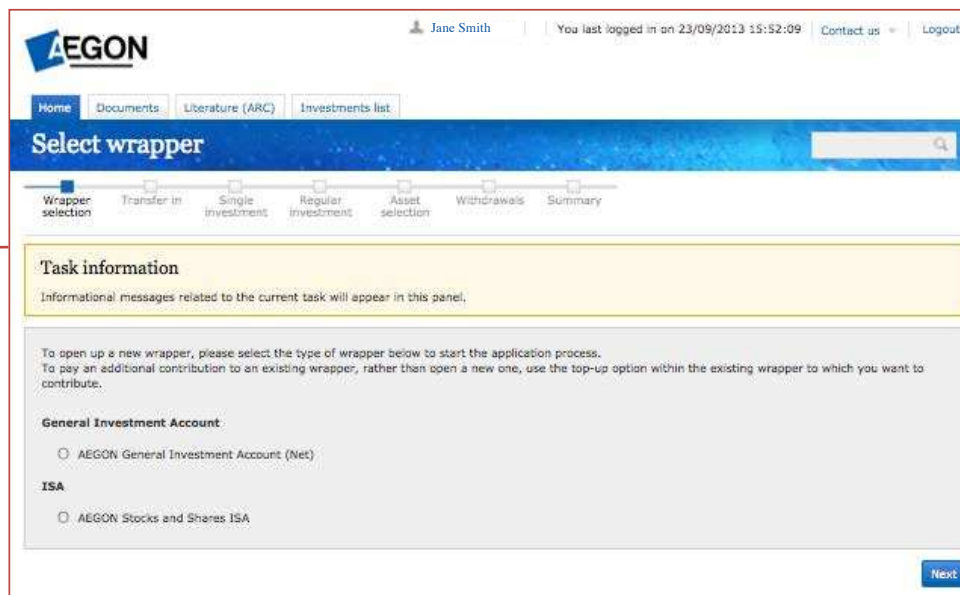 AEGON
Jane Smith
You last logged in on 23/09/2013 15:52:09
Contact us
Logout
Home
Documents
Literature (ARC)
Investments list
Select wrapper
Wrapper selection
Transfer in
Single investment
Regular investment
Asset selection
Withdrawals
Summary
Task information
Informational messages related to the current task will appear in this panel.
To open up a new wrapper, please select the type of wrapper below to start the application process.
To pay an additional contribution to an existing wrapper, rather than open a new one, use the top-up option within the existing wrapper to which you want to
contribute.
General Investment Account
AEGON General Investment Account (Net)
ISA
AEGON Stocks and Shares ISA
Next